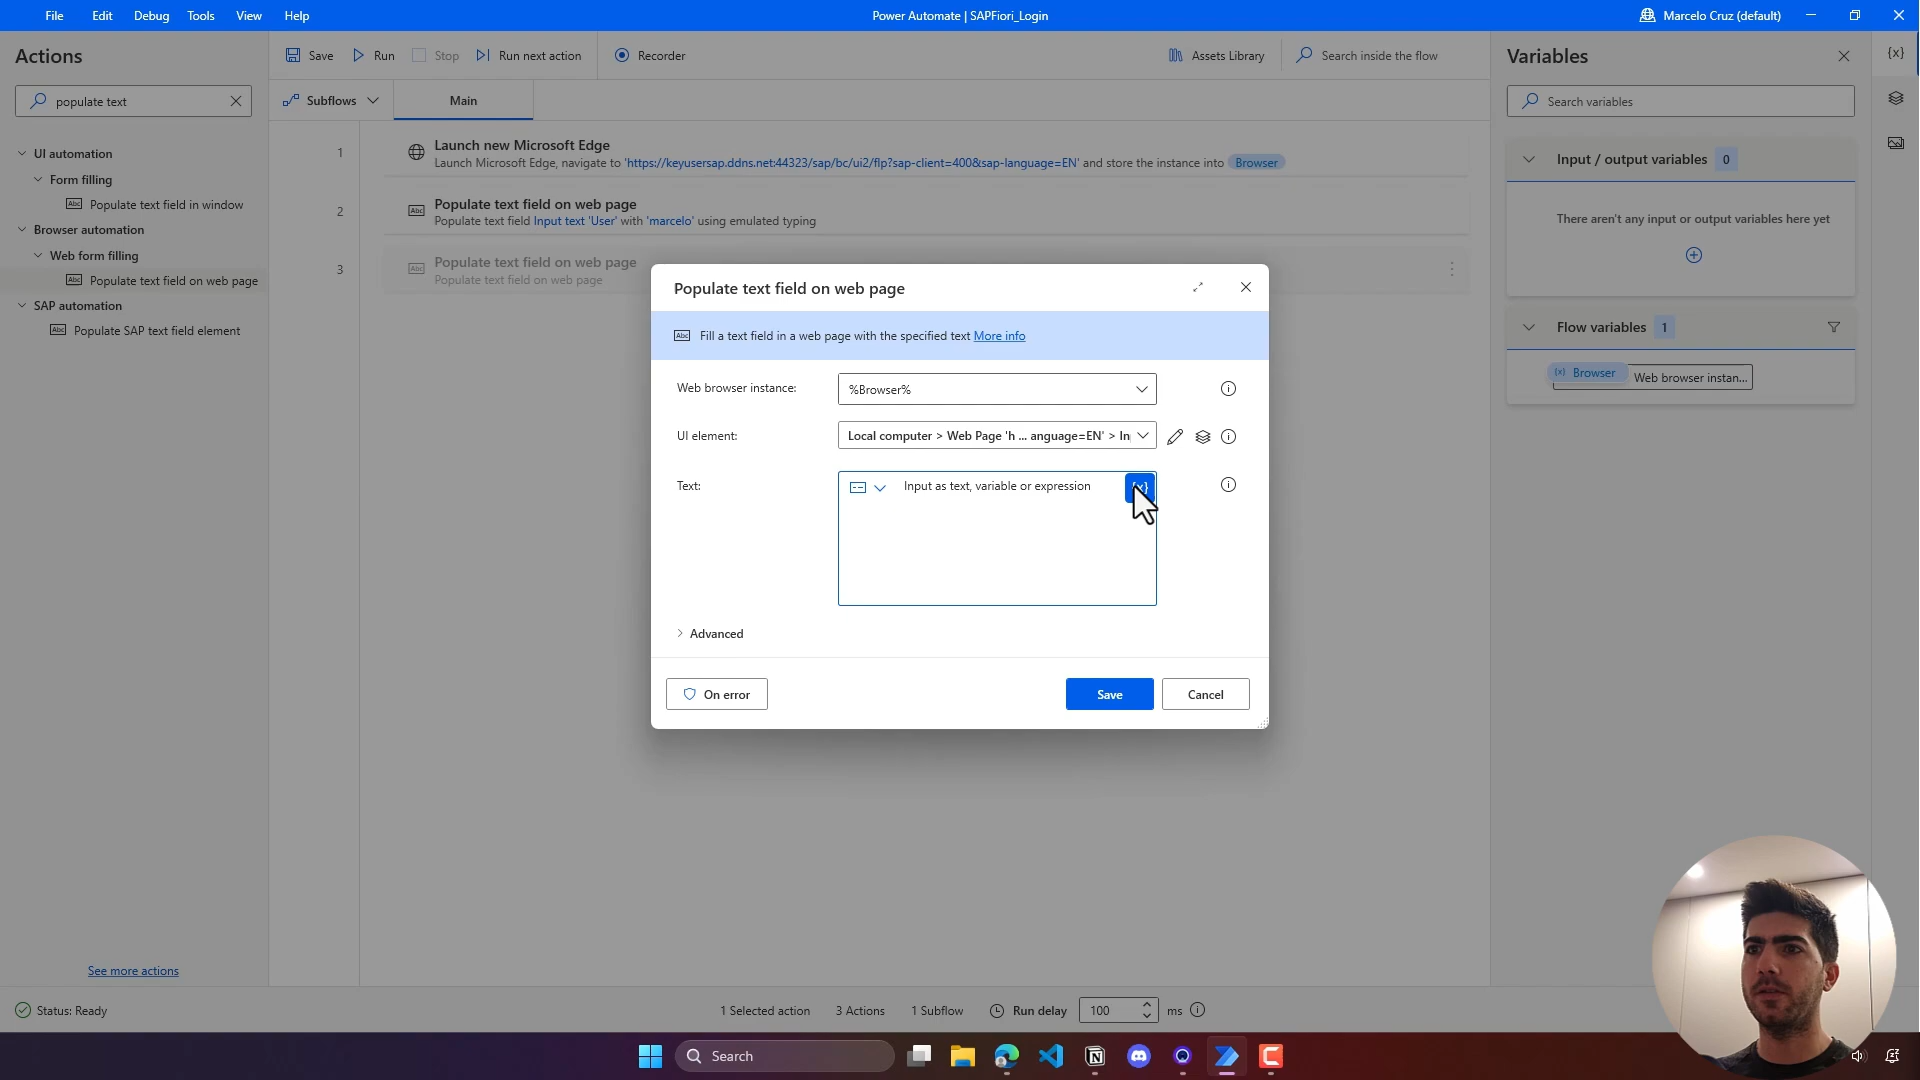 File Edit Debug Tools View Help
Power Automate | SAPFiori_Login
Marcelo Cruz (default)
Actions
populate text
UI automation
Form filling
Populate text field in window
Browser automation
Web form filling
Populate text field on web page
SAP automation
Populate SAP text field element
See more actions
Save Run Stop Run next action Recorder
Assets Library
Search inside the flow
Subflows
Main
1
Launch new Microsoft Edge
Launch Microsoft Edge, navigate to 'https://keyusersap.ddns.net:44323/sap/bc/ui2/flp?sap-client=400&sap-language=EN' and store the instance into Browser
2
Populate text field on web page
Populate text field Input text 'User' with 'marcelo' using emulated typing
3
Populate text field on web page
Populate text field on web page
Populate text field on web page
Abc Fill a text field in a web page with the specified text More info
Web browser instance:
%Browser%
UI element:
Local computer > Web Page 'h ... anguage=EN' > In
Text:
Input as text, variable or expression
Advanced
On error
Save
Cancel
Variables
{x}
Search variables
Input / output variables 0
There aren't any input or output variables here yet
Flow variables 1
(x) Browser
Web browser instan...
Status: Ready
1 Selected action
3 Actions
1 Subflow
Run delay
100
ms
Search